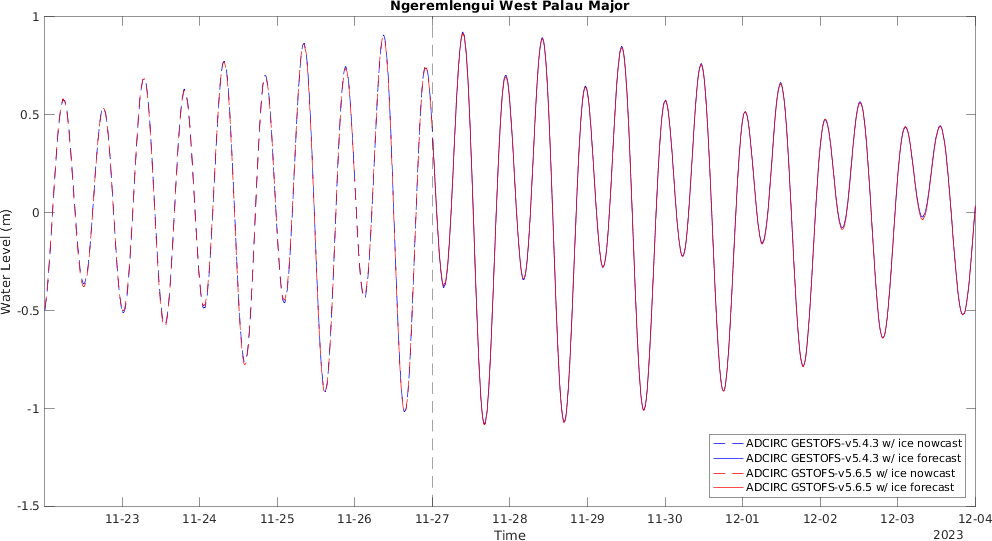 Ngeremlengui West Palau Major
1
0.5
0
-0.5
-1
-1.5
Water Level (m)
11-23 11-24 11-25 11-26 11-27 11-28 11-29 11-30 12-01 12-02 12-03 12-04
Time
2023
ADCIRC GESTOFS-v5.4.3 w/ ice nowcast
ADCIRC GESTOFS-v5.4.3 w/ ice forecast
ADCIRC GSTOFS-v5.6.5 w/ ice nowcast
ADCIRC GSTOFS-v5.6.5 w/ ice forecast